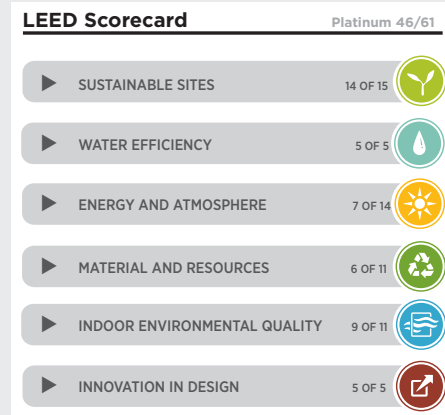 LEED Scorecard Platinum 46/61
SUSTAINABLE SITES 14 OF 15
WATER EFFICIENCY 5 OF 5
ENERGY AND ATMOSPHERE 7 OF 14
MATERIAL AND RESOURCES 6 OF 11
INDOOR ENVIRONMENTAL QUALITY 9 OF 11
INNOVATION IN DESIGN 5 OF 5